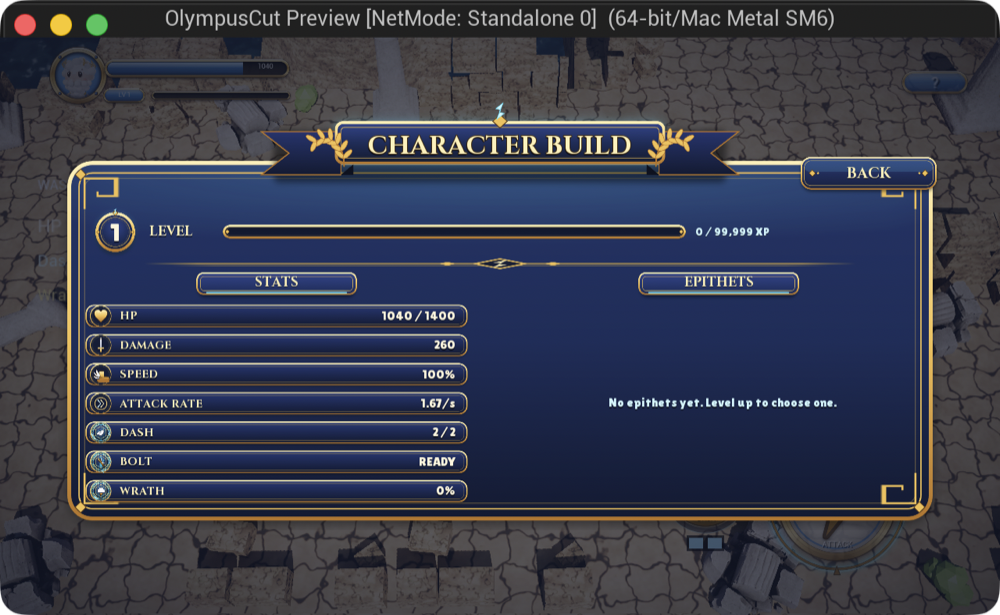 OlympusCut Preview [NetMode: Standalone 0]  (64-bit/Mac Metal SM6)
1040
?
CHARACTER BUILD
BACK
1 LEVEL 0 / 99,999 XP
STATS
EPITHETS
HP 1040 / 1400
DAMAGE 260
SPEED 100%
ATTACK RATE 1.67/s
DASH 2 / 2
BOLT READY
WRATH 0%
No epithets yet. Level up to choose one.
ATTACK